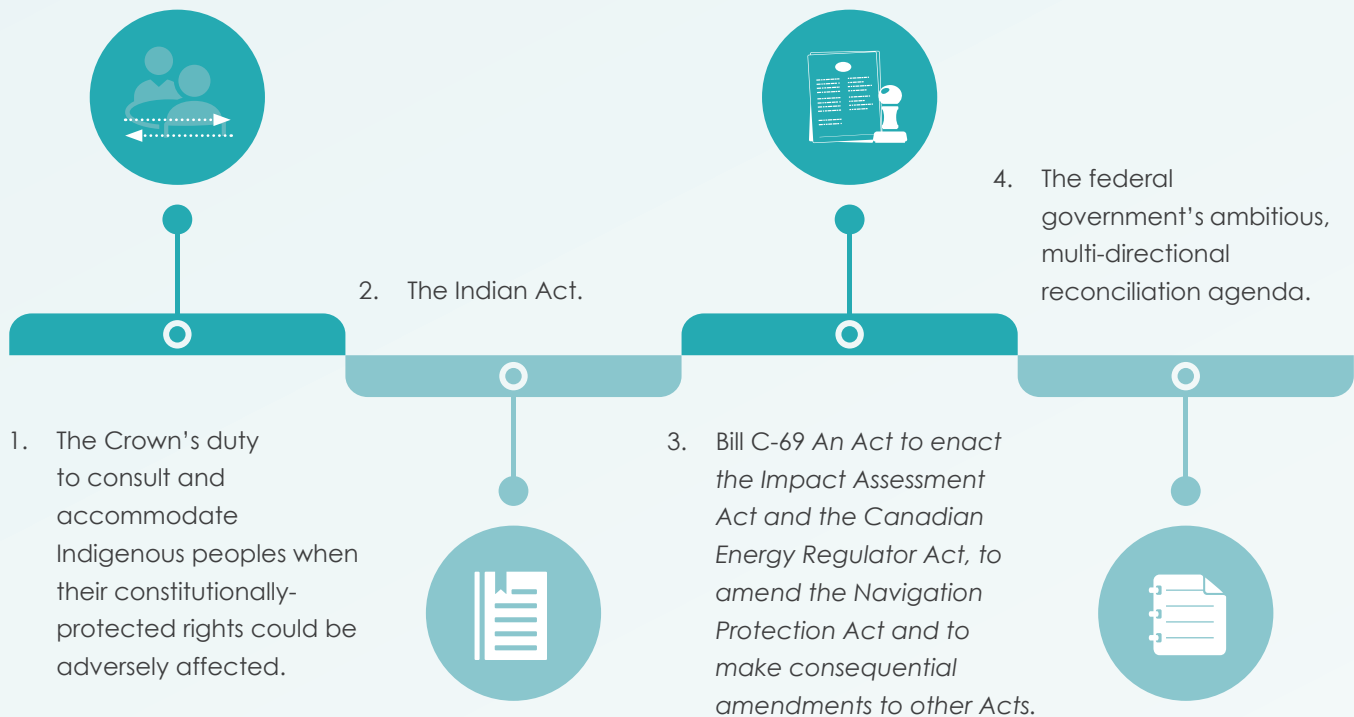 1. The Crown’s duty
to consult and
accommodate
Indigenous peoples when
their constitutionally-
protected rights could be
adversely affected.
2. The Indian Act.
3. Bill C-69 An Act to enact
the Impact Assessment
Act and the Canadian
Energy Regulator Act, to
amend the Navigation
Protection Act and to
make consequential
amendments to other Acts.
4. The federal
government’s ambitious,
multi-directional
reconciliation agenda.